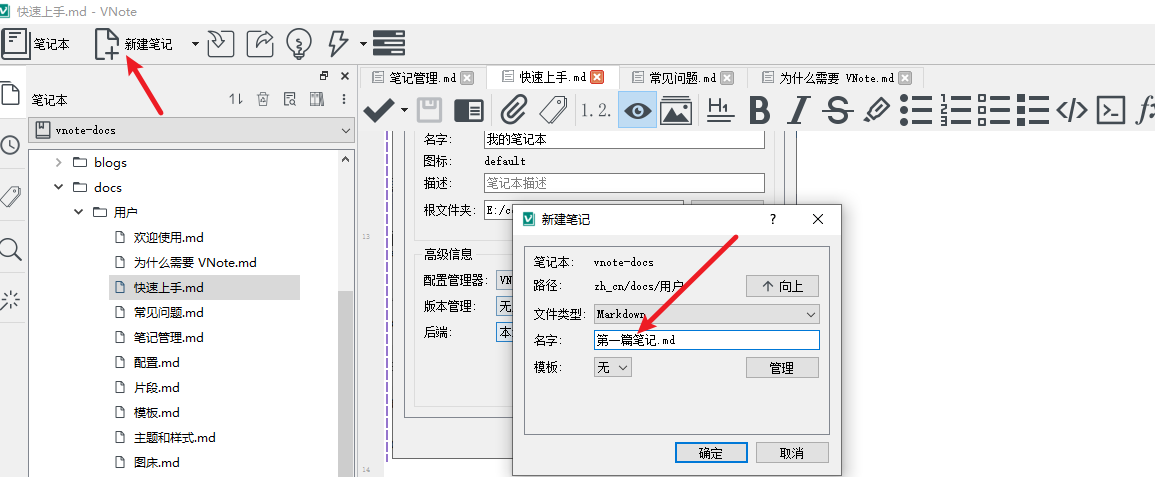 快速上手.md - VNote
笔记本
新建笔记
笔记本
vnote-docs
blogs
docs
用户
欢迎使用.md
为什么需要 VNote.md
快速上手.md
常见问题.md
笔记管理.md
配置.md
片段.md
模板.md
主题和样式.md
图床.md
笔记管理.md
快速上手.md
常见问题.md
为什么需要 VNote.md
1.2.
H1
B
I
S
名字:
我的笔记本
图标:
default
描述:
笔记本描述
根文件夹:
13
高级信息
配置管理器:
版本管理:
无
后端:
本
14
新建笔记
?
笔记本:
vnote-docs
路径:
zh_cn/docs/用户
向上
文件类型:
Markdown
名字:
第一篇笔记.md
模板:
无
管理
确定
取消